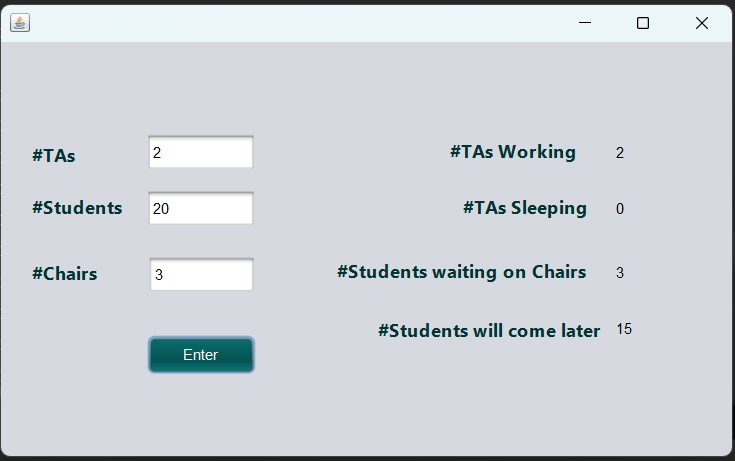 #TAs 2
#Students 20
#Chairs 3
Enter
#TAs Working 2
#TAs Sleeping 0
#Students waiting on Chairs 3
#Students will come later 15